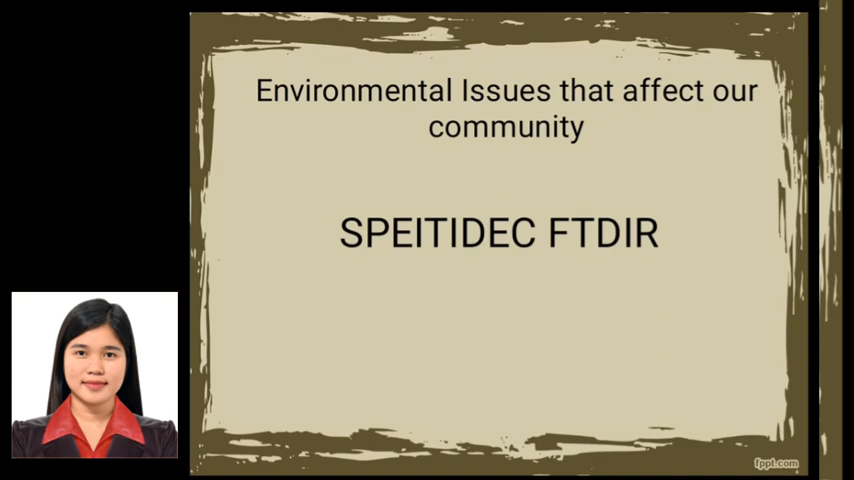 Environmental Issues that affect our
community
SPEITIDEC FTDIR
fppt.com